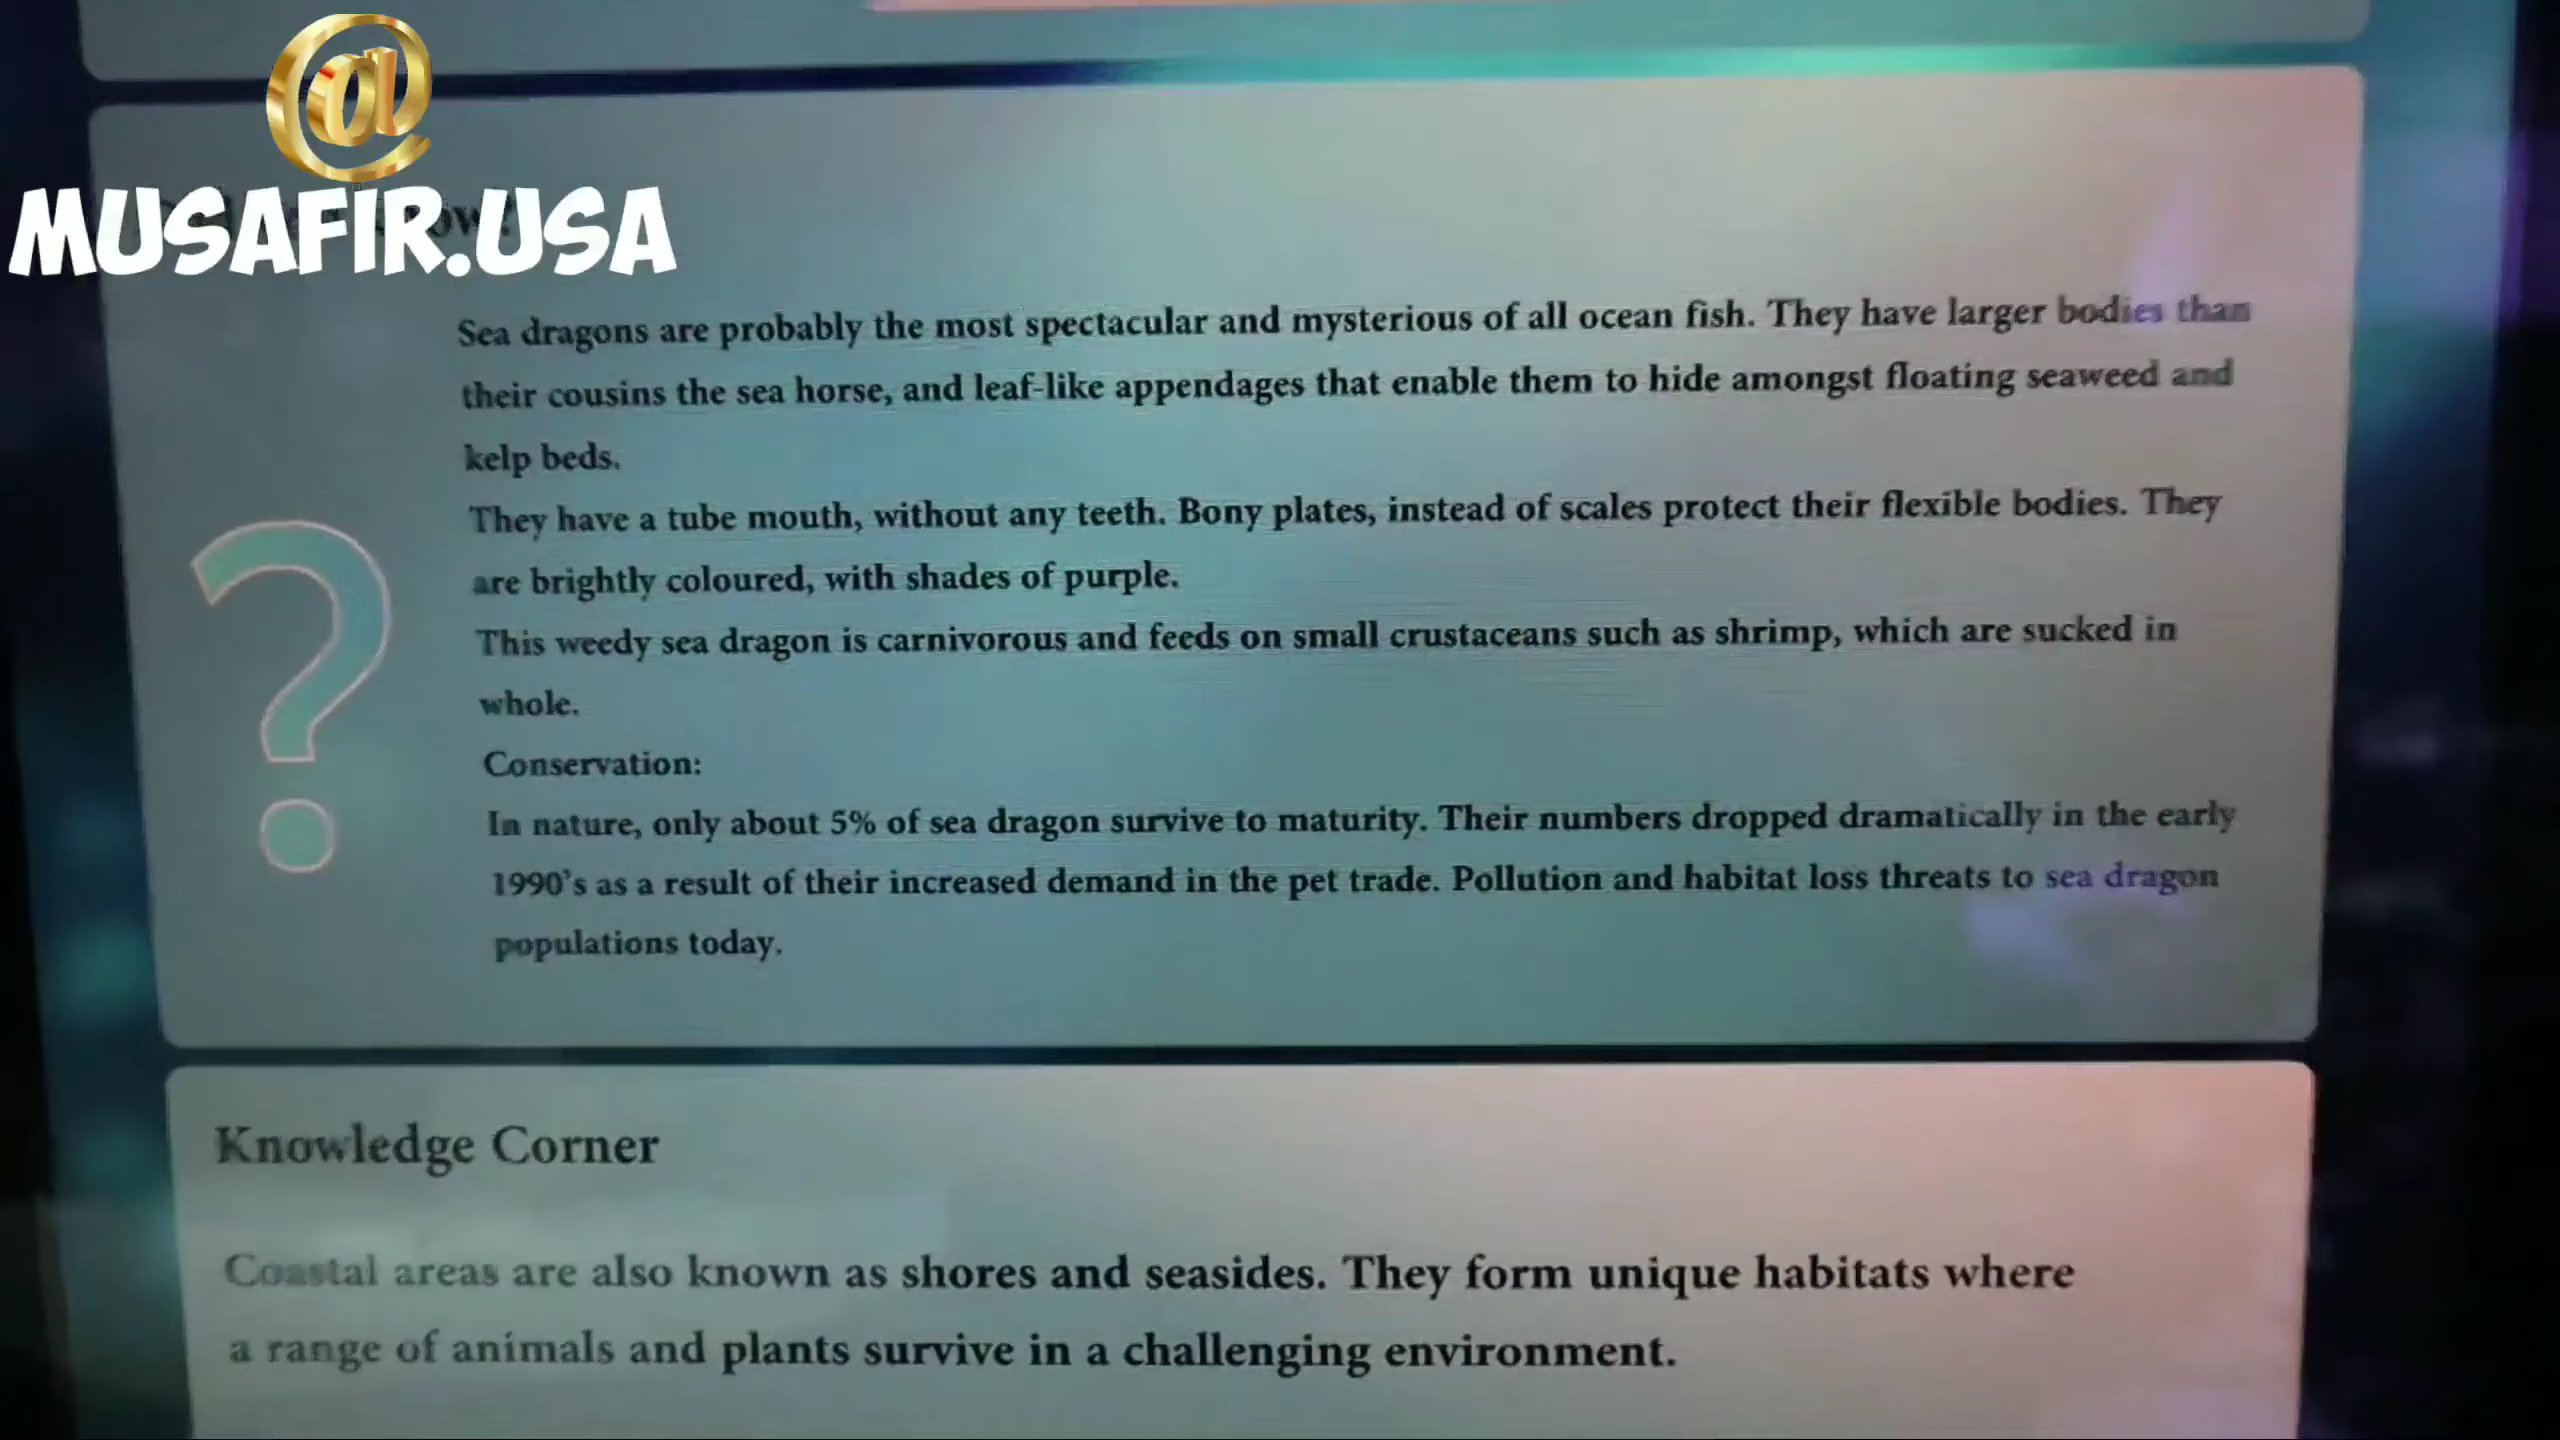 @
MUSAFIR.USA
Sea dragons are probably the most spectacular and mysterious of all ocean fish. They have larger bodies than
their cousins the sea horse, and leaf-like appendages that enable them to hide amongst floating seaweed and
kelp beds.
They have a tube mouth, without any teeth. Bony plates, instead of scales protect their flexible bodies. They
are brightly coloured, with shades of purple.
This weedy sea dragon is carnivorous and feeds on small crustaceans such as shrimp, which are sucked in
whole.
Conservation:
In nature, only about 5% of sea dragon survive to maturity. Their numbers dropped dramatically in the early
1990's as a result of their increased demand in the pet trade. Pollution and habitat loss threats to sea dragon
populations today.
?
Knowledge Corner
Coastal areas are also known as shores and seasides. They form unique habitats where
a range of animals and plants survive in a challenging environment.